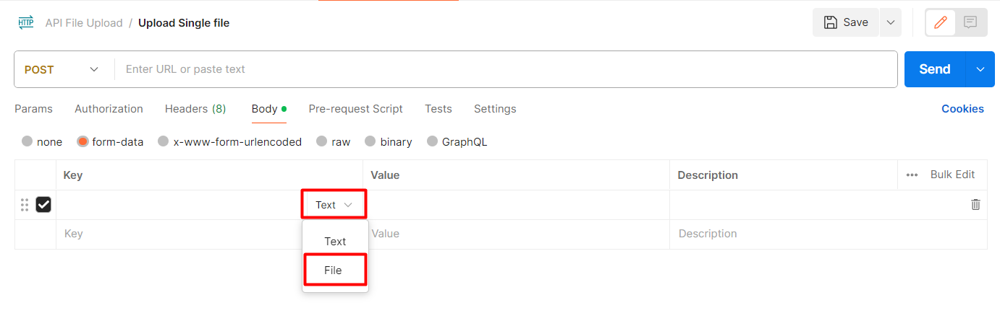 HTTP API File Upload / Upload Single file Save
POST Enter URL or paste text Send
Params Authorization Headers (8) Body Pre-request Script Tests Settings Cookies
none form-data x-www-form-urlencoded raw binary GraphQL
Key Value Description ••• Bulk Edit
Text
Key Value Description
Text
File